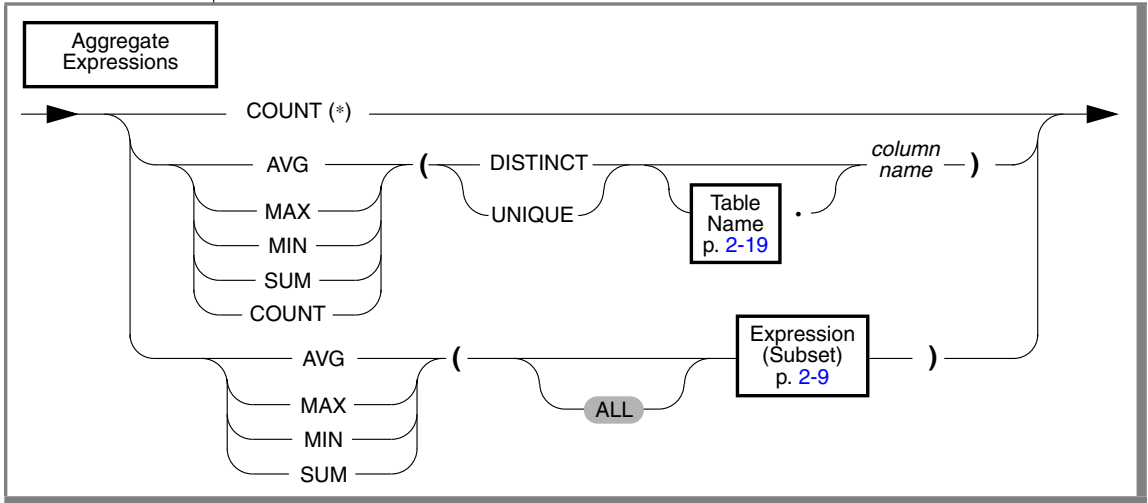 Aggregate
Expressions
COUNT (*)
AVG
MAX
MIN
SUM
COUNT
(
DISTINCT
UNIQUE
Table
Name
p. 2-19
.
column
name
)
AVG
MAX
MIN
SUM
(
ALL
Expression
(Subset)
p. 2-9
)